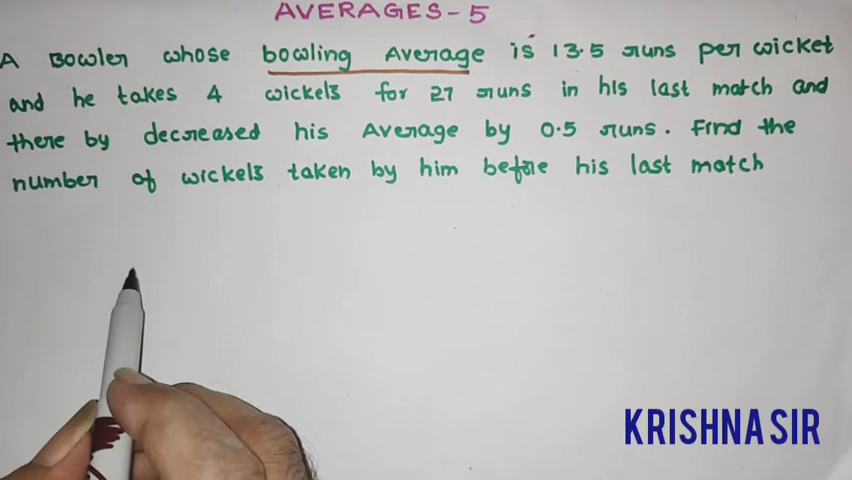 AVERAGES-5
A Bowler whose bowling Average is 13.5 runs per wicket
and he takes 4 wickets for 27 runs in his last match and
there by decreased his Average by 0.5 runs. Find the
number of wickets taken by him before his last match
KRISHNA SIR